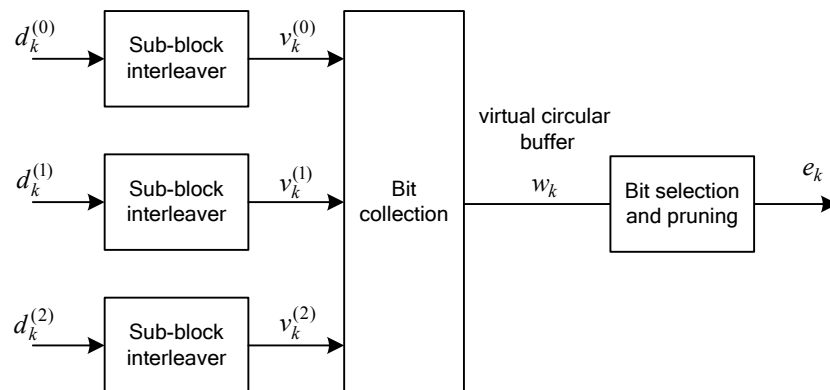 d_k^{(0)}
Sub-block
interleaver
v_k^{(0)}
virtual circular
buffer
d_k^{(1)}
Sub-block
interleaver
v_k^{(1)}
Bit
collection
w_k
Bit selection
and pruning
e_k
d_k^{(2)}
Sub-block
interleaver
v_k^{(2)}